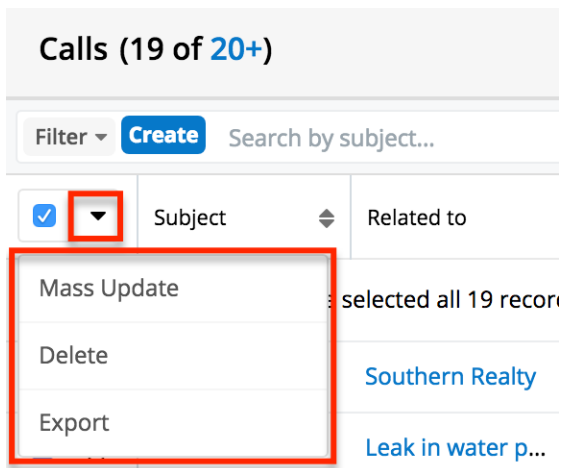 Calls (19 of 20+)
Filter Create Search by subject...
Subject Related to
Mass Update
selected all 19
Delete
Southern Realty
Export
Leak in water p...